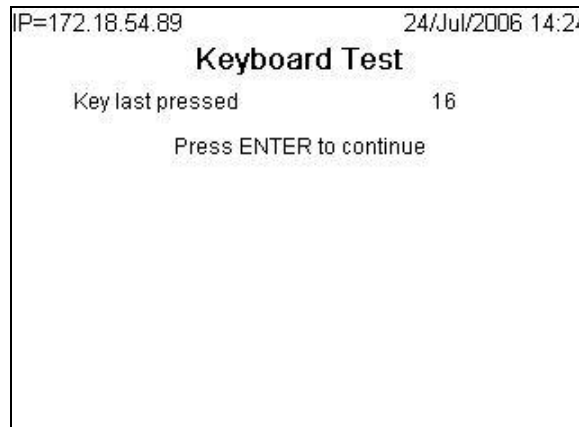 IP=172.18.54.89 24/Jul/2006 14:24
Keyboard Test
Key last pressed 16
Press ENTER to continue